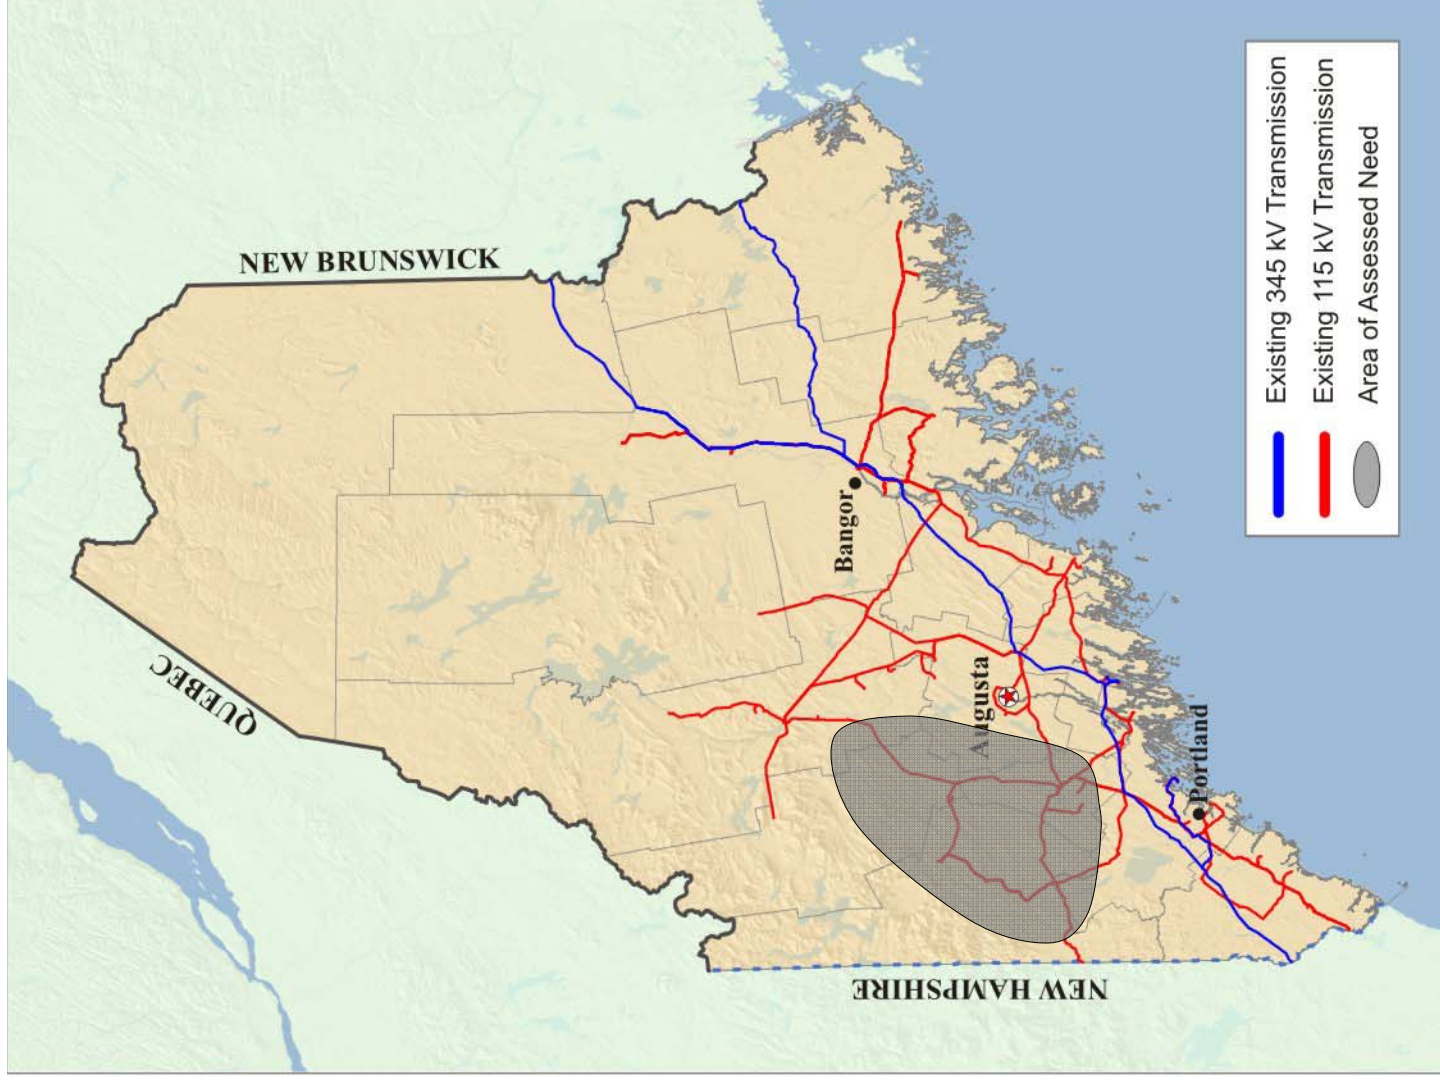 QUEBEC
NEW BRUNSWICK
NEW HAMPSHIRE
Bangor
Augusta
Portland
Existing 345 kV Transmission
Existing 115 kV Transmission
Area of Assessed Need